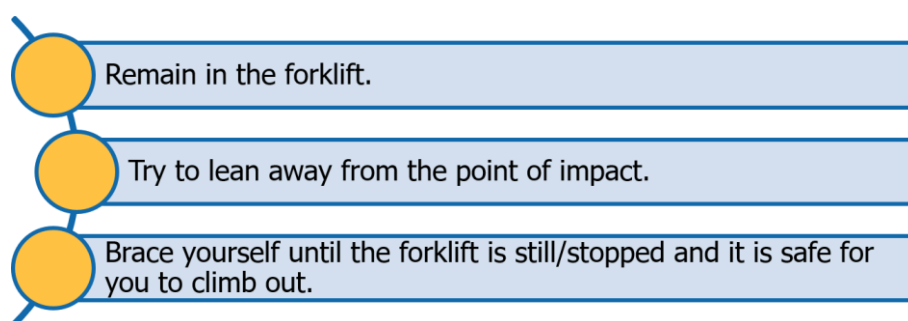 Remain in the forklift.
Try to lean away from the point of impact.
Brace yourself until the forklift is still/stopped and it is safe for
you to climb out.